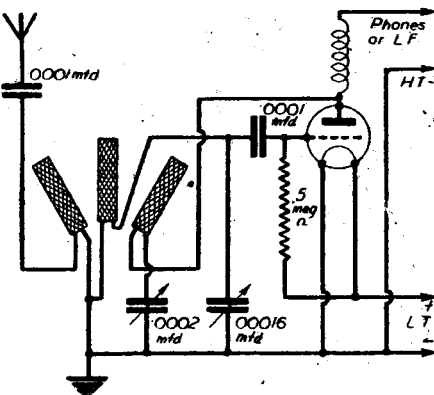 Phones
or LF
HT-
.0001 mfd
.0001
mfd
.5
meg
Ω
.0002
mfd
.00016
mfd
+
LT
-